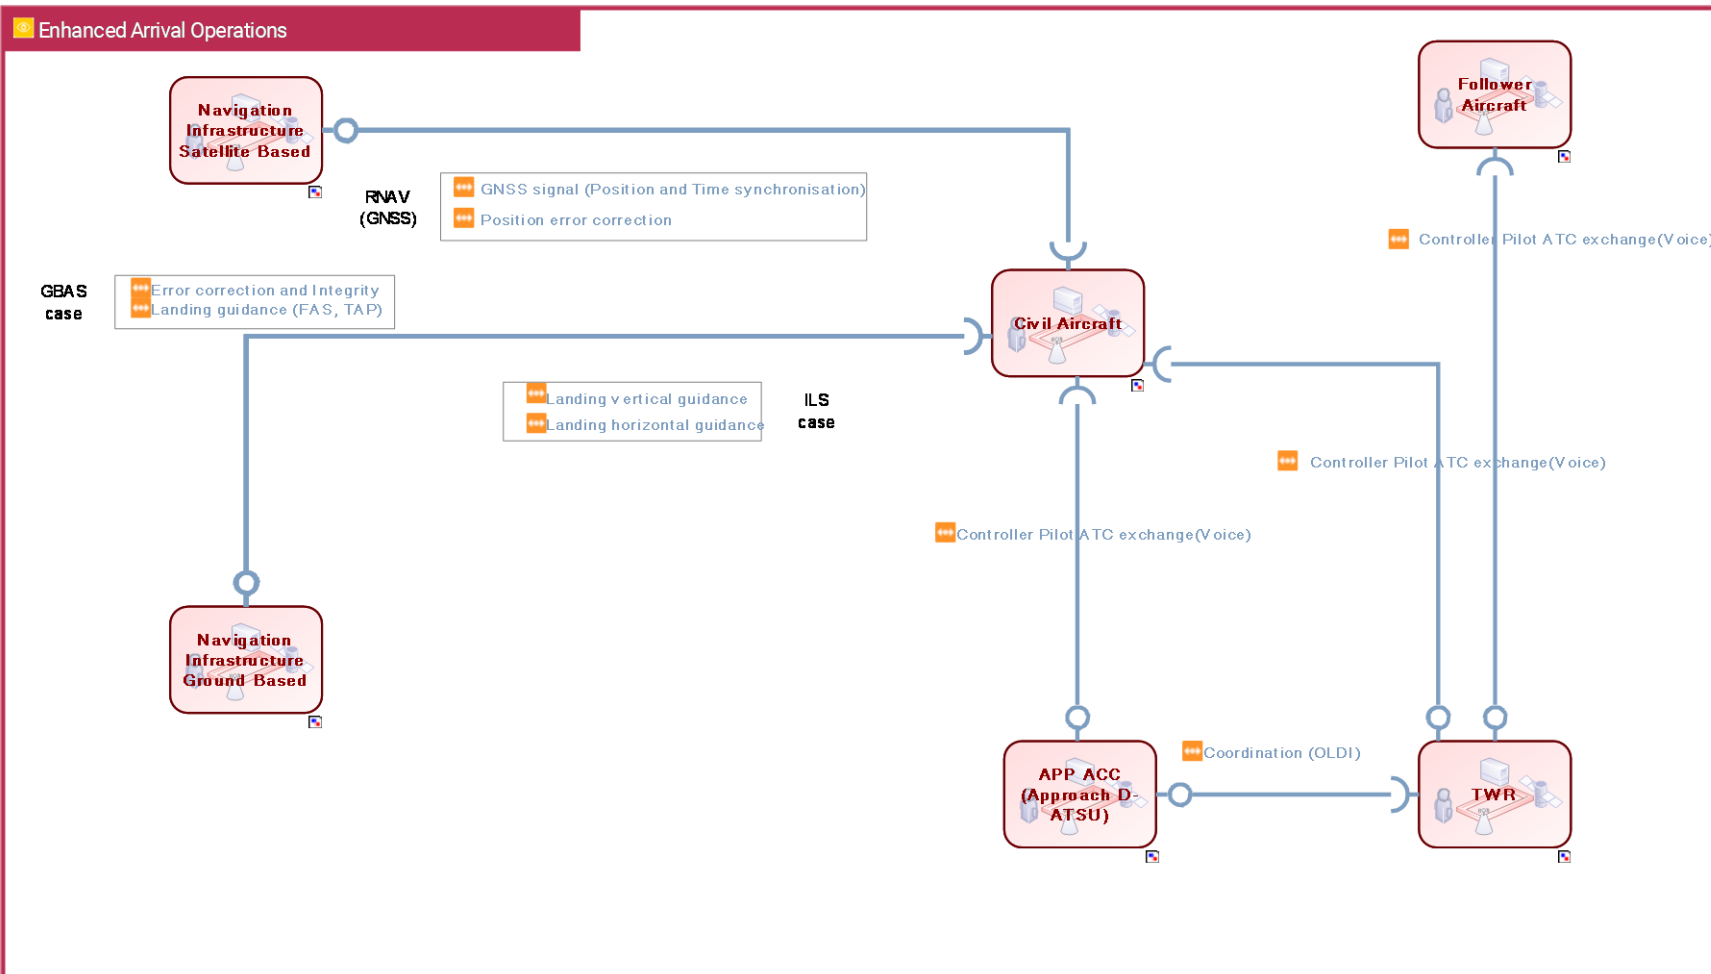 Enhanced Arrival Operations
Navigation
Infrastructure
Satellite Based
Follower
Aircraft
RNAV
(GNSS)
GNSS signal (Position and Time synchronisation)
Position error correction
Controller Pilot ATC exchange(Voice)
GBAS
case
Error correction and Integrity
Landing guidance (FAS, TAP)
Civil Aircraft
Landing vertical guidance
Landing horizontal guidance
ILS
case
Controller Pilot ATC exchange(Voice)
Controller Pilot ATC exchange(Voice)
Navigation
Infrastructure
Ground Based
Coordination (OLDI)
APP ACC
(Approach D-
ATSU)
TWR